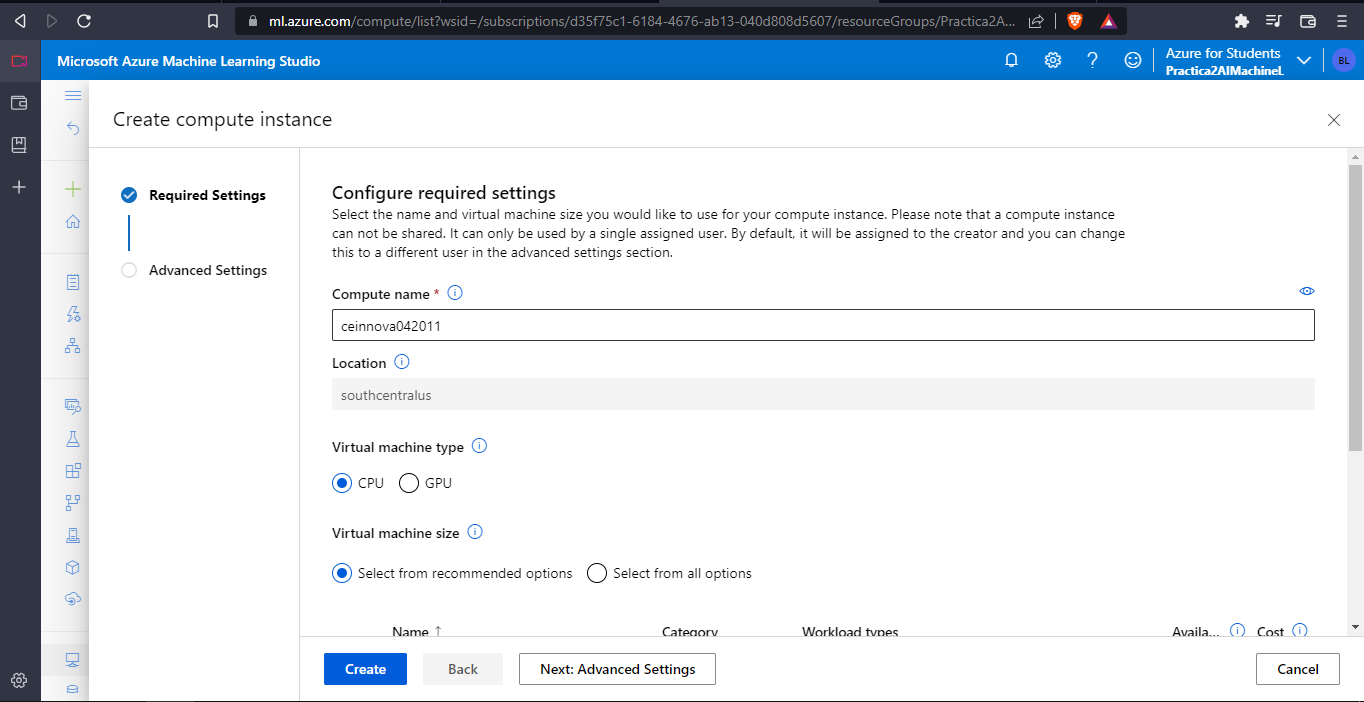 ml.azure.com/compute/list?wsid=/subscriptions/d35f75c1-6184-4676-ab13-040d808d5607/resourceGroups/Practica2A...
Microsoft Azure Machine Learning Studio
Azure for Students
Practica2AIMachineL
BL
Create compute instance
Required Settings
Advanced Settings
Configure required settings
Select the name and virtual machine size you would like to use for your compute instance. Please note that a compute instance
can not be shared. It can only be used by a single assigned user. By default, it will be assigned to the creator and you can change
this to a different user in the advanced settings section.
Compute name *
ceinnova042011
Location
southcentralus
Virtual machine type
CPU GPU
Virtual machine size
Select from recommended options Select from all options
Name ↑ Category Workload types Availa... Cost
Create Back Next: Advanced Settings Cancel